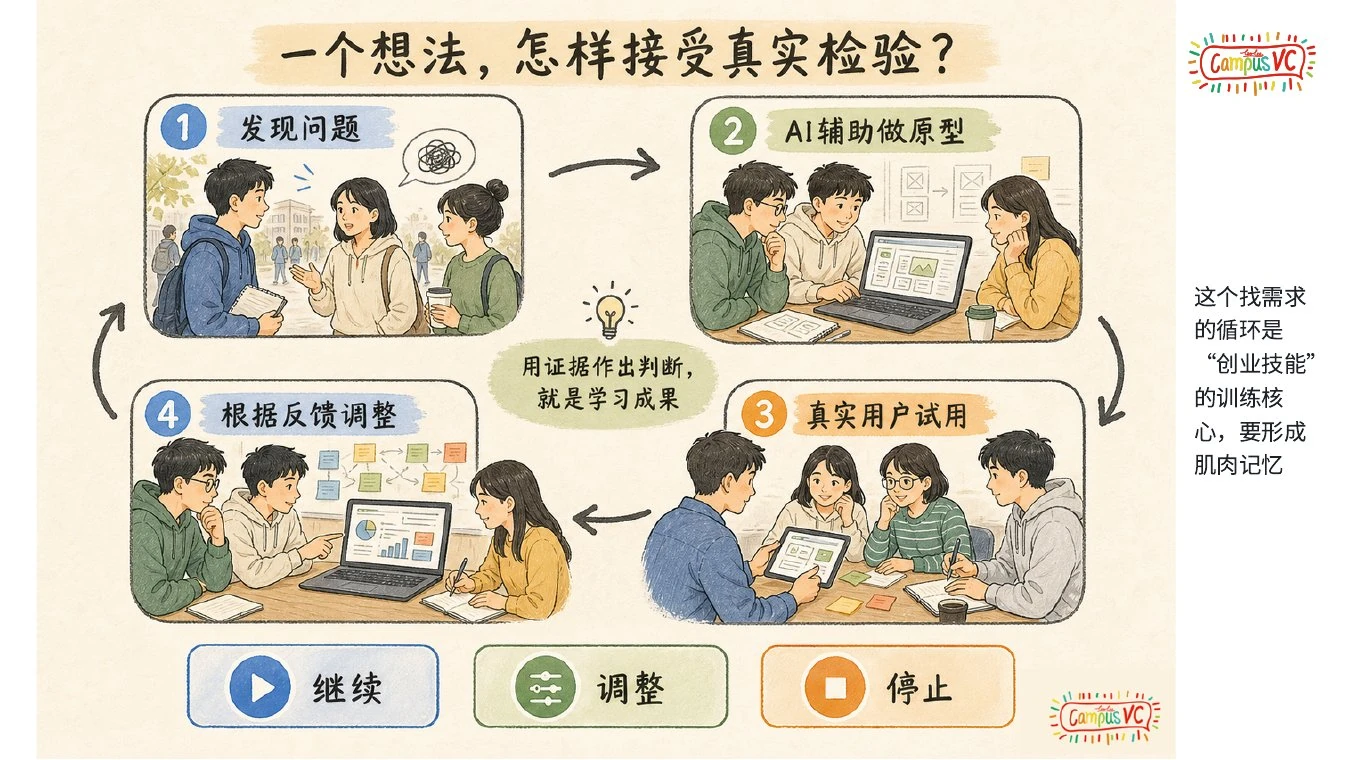 一个想法，怎样接受真实检验？
1 发现问题
2 AI辅助做原型
用证据作出判断，
就是学习成果
4 根据反馈调整
3 真实用户试用
继续
调整
停止
Campus VC
Campus VC
这个找需求
的循环是
“创业技能”
的训练核
心，要形成
肌肉记忆